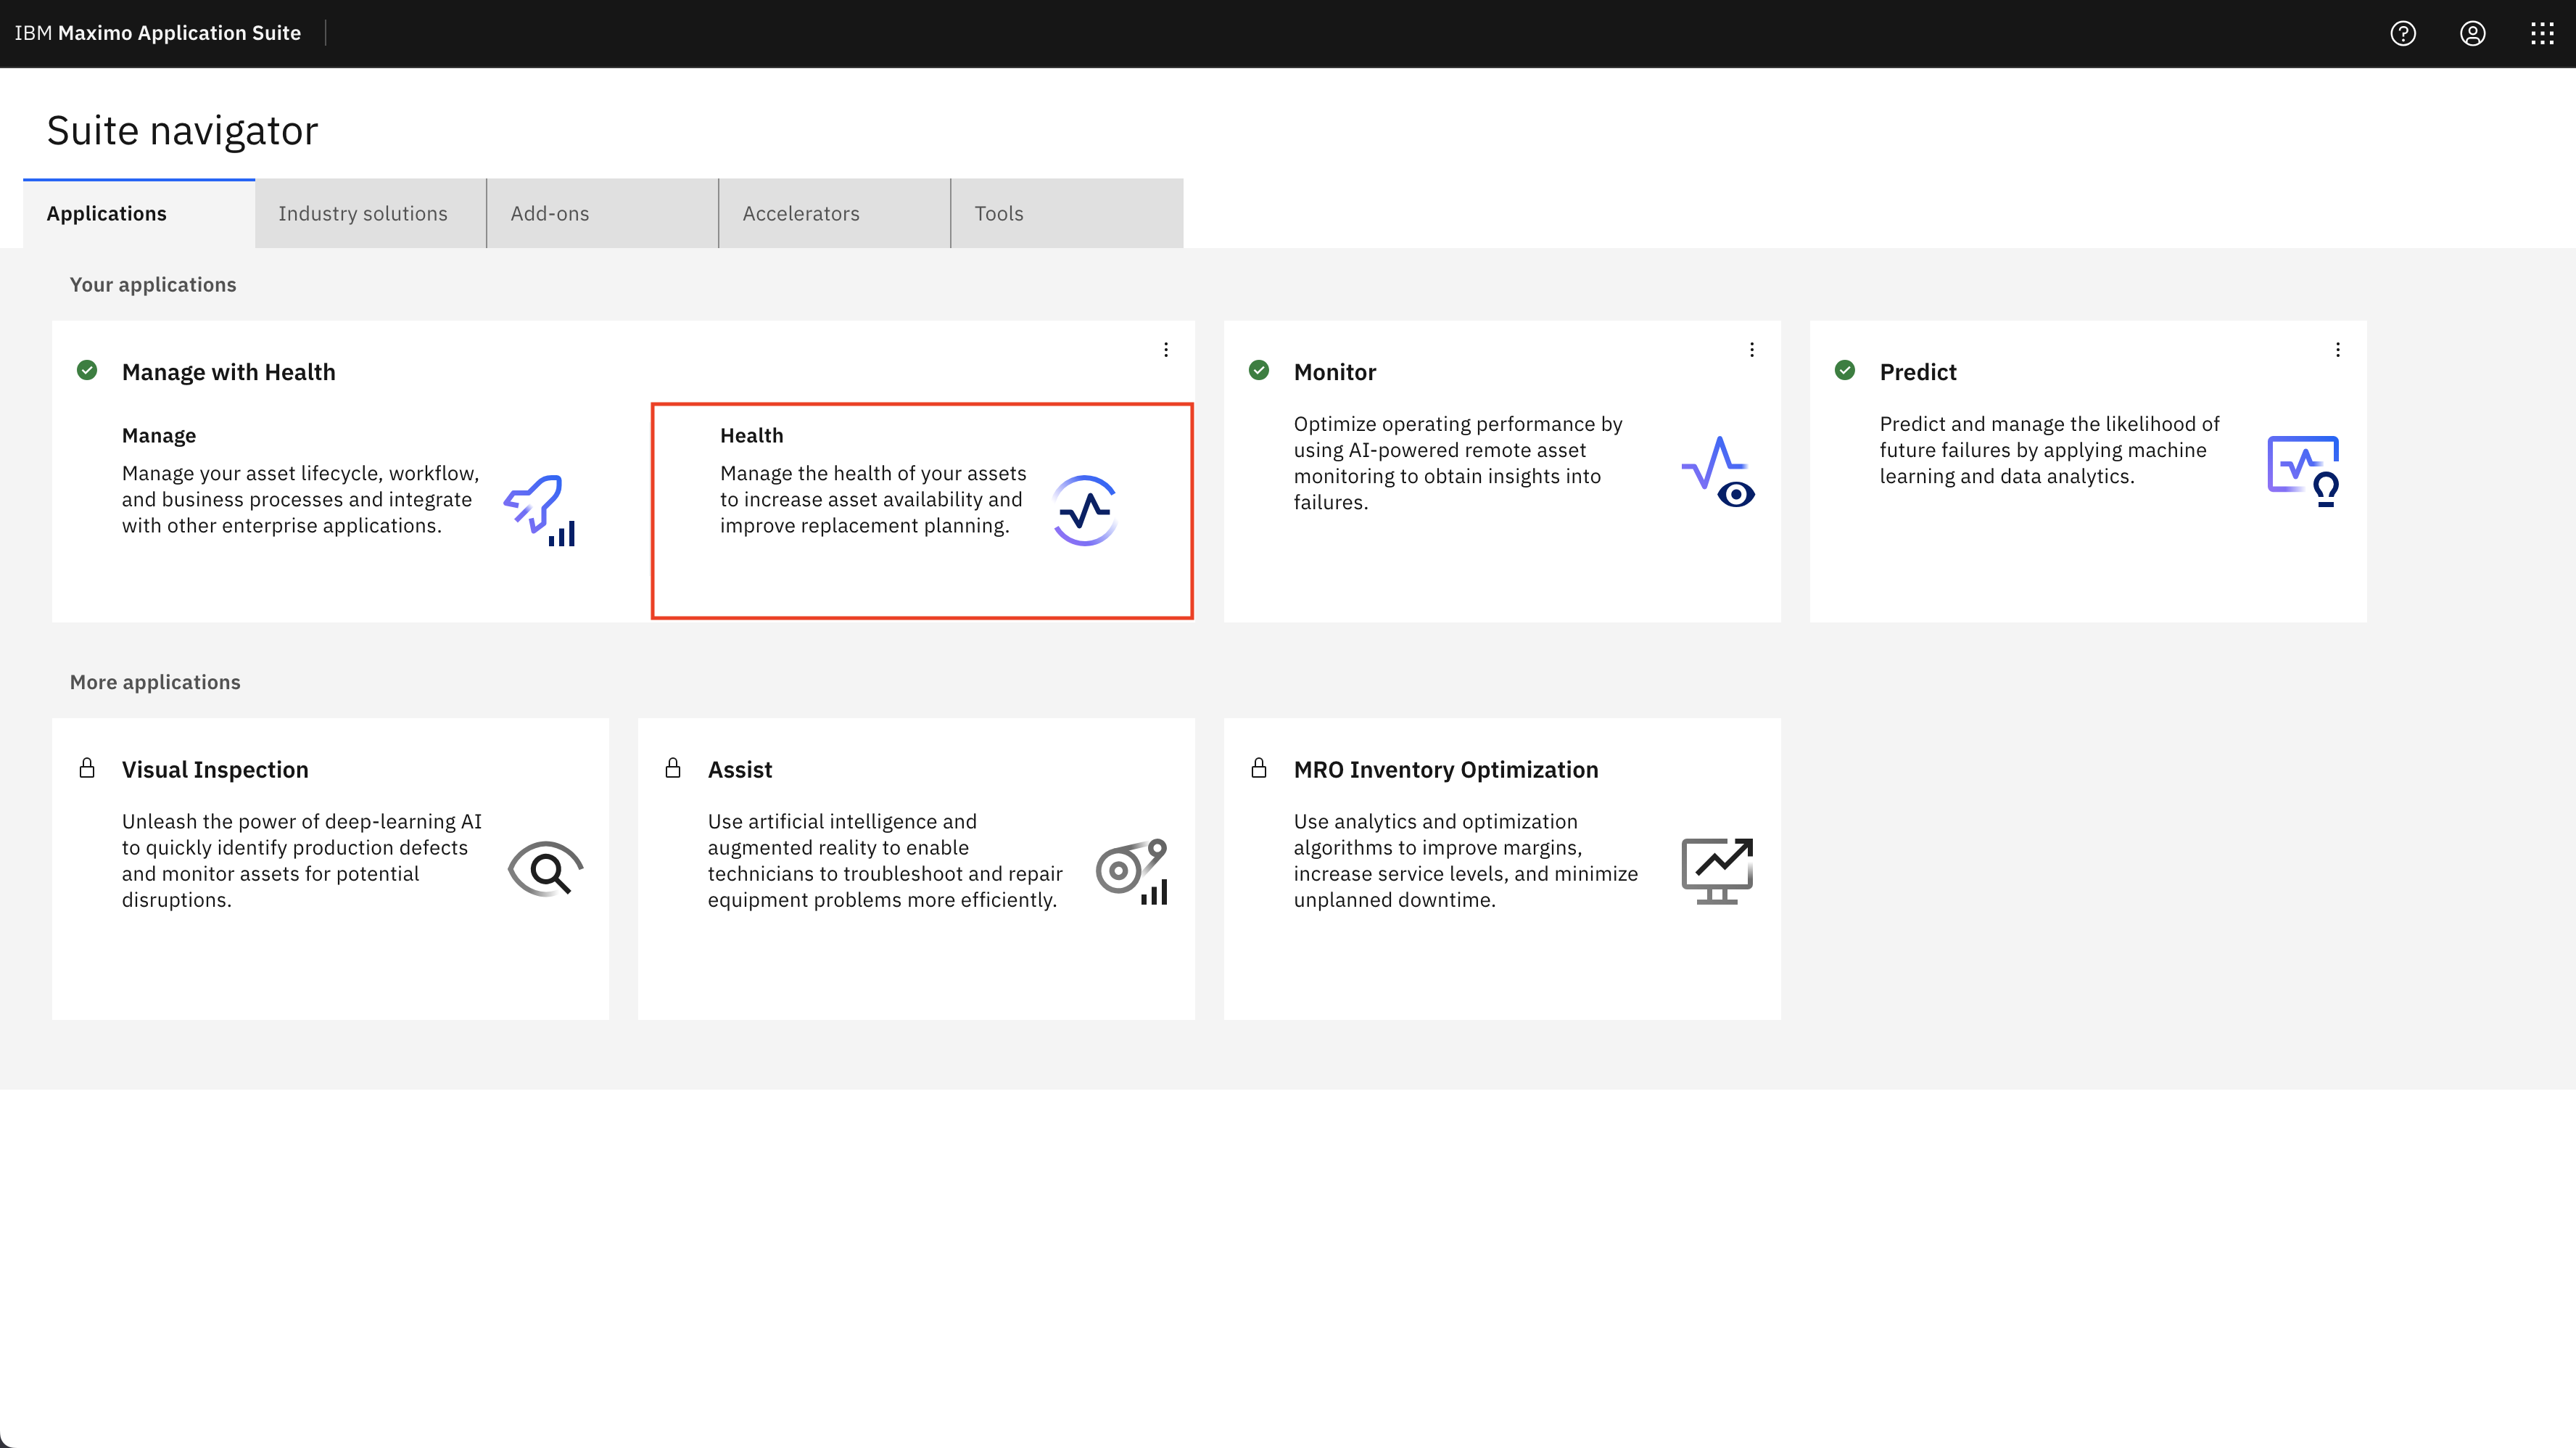 IBM Maximo Application Suite
Suite navigator
Applications
Industry solutions
Add-ons
Accelerators
Tools
Your applications
Manage with Health
Manage
Manage your asset lifecycle, workflow,
and business processes and integrate
with other enterprise applications.
Health
Manage the health of your assets
to increase asset availability and
improve replacement planning.
Monitor
Optimize operating performance by
using AI-powered remote asset
monitoring to obtain insights into
failures.
Predict
Predict and manage the likelihood of
future failures by applying machine
learning and data analytics.
More applications
Visual Inspection
Unleash the power of deep-learning AI
to quickly identify production defects
and monitor assets for potential
disruptions.
Assist
Use artificial intelligence and
augmented reality to enable
technicians to troubleshoot and repair
equipment problems more efficiently.
MRO Inventory Optimization
Use analytics and optimization
algorithms to improve margins,
increase service levels, and minimize
unplanned downtime.